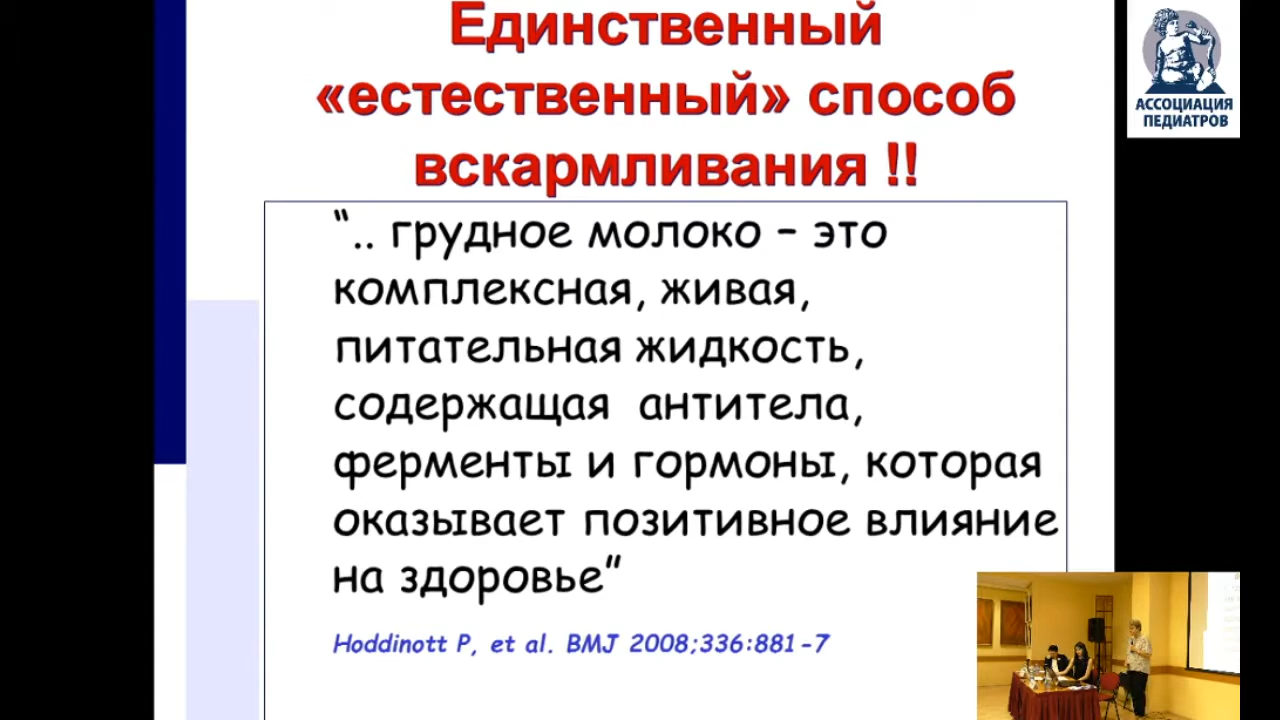 Единственный
«естественный» способ
вскармливания !!
“.. грудное молоко – это
комплексная, живая,
питательная жидкость,
содержащая антитела,
ферменты и гормоны, которая
оказывает позитивное влияние
на здоровье”
Hoddinott P, et al. BMJ 2008;336:881-7
АССОЦИАЦИЯ
ПЕДИАТРОВ